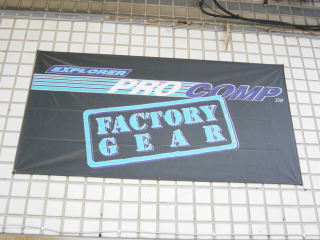 EXPLORER
PRO COMP TM
FACTORY
GEAR